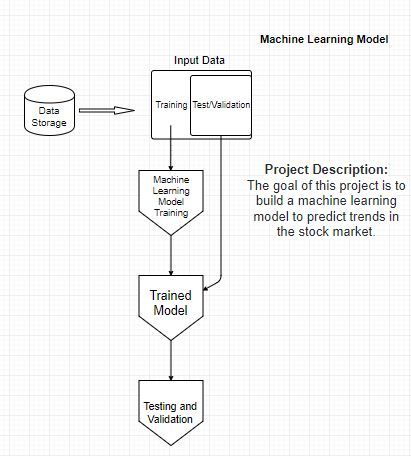 Machine Learning Model
Input Data
Data
Storage
Training
Test/Validation
Machine
Learning
Model
Training
Project Description:
The goal of this project is to
build a machine learning
model to predict trends in
the stock market.
Trained
Model
Testing and
Validation